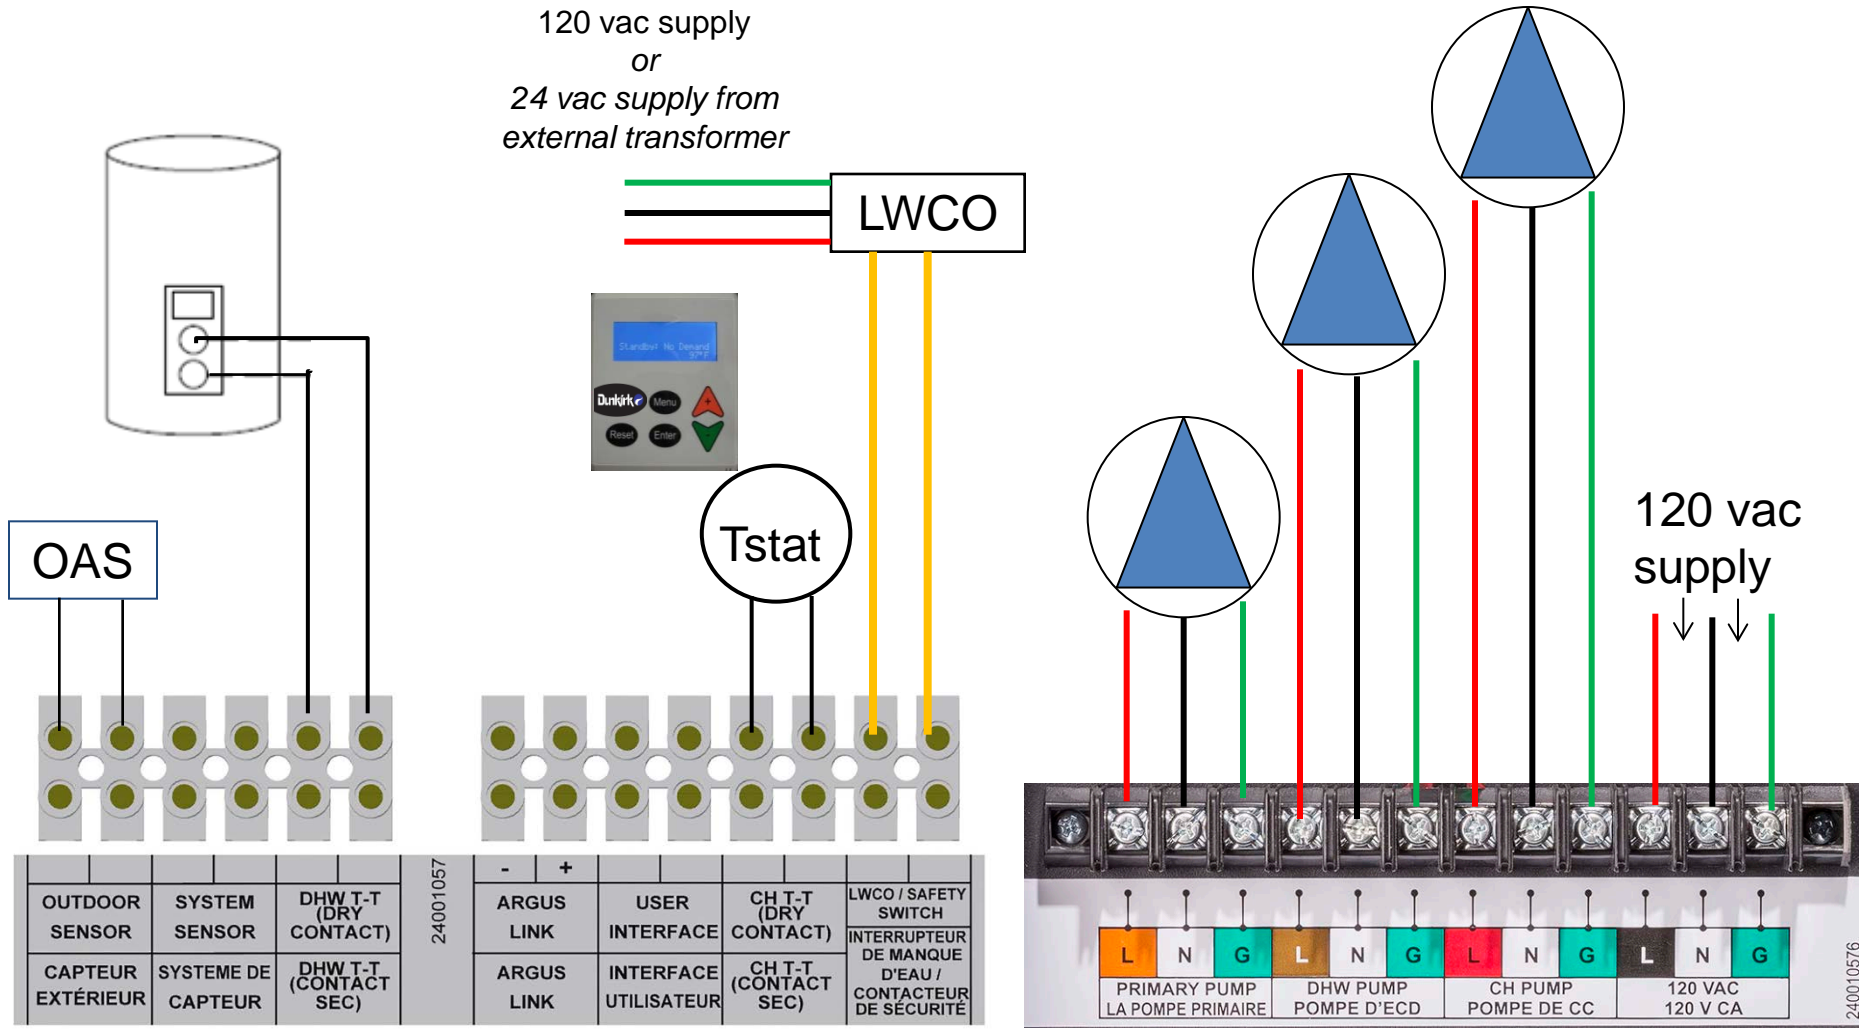 120 vac supply
or
24 vac supply from
external transformer
LWCO
Standby: No Demand
97°F
Dunkirk
Menu
+
-
Reset
Enter
Tstat
OAS
120 vac
supply
- +
OUTDOOR
SENSOR
SYSTEM
SENSOR
DHW T-T
(DRY
CONTACT)
CAPTEUR
EXTÉRIEUR
SYSTEME DE
CAPTEUR
DHW T-T
(CONTACT
SEC)
24001057
ARGUS
LINK
USER
INTERFACE
CH T-T
(DRY
CONTACT)
LWCO / SAFETY
SWITCH
ARGUS
LINK
INTERFACE
UTILISATEUR
CH T-T
(CONTACT
SEC)
INTERRUPTEUR
DE MANQUE
D'EAU /
CONTACTEUR
DE SÉCURITÉ
L N G L N G L N G L N G
PRIMARY PUMP
LA POMPE PRIMAIRE
DHW PUMP
POMPE D'ECD
CH PUMP
POMPE DE CC
120 VAC
120 V CA
240010576